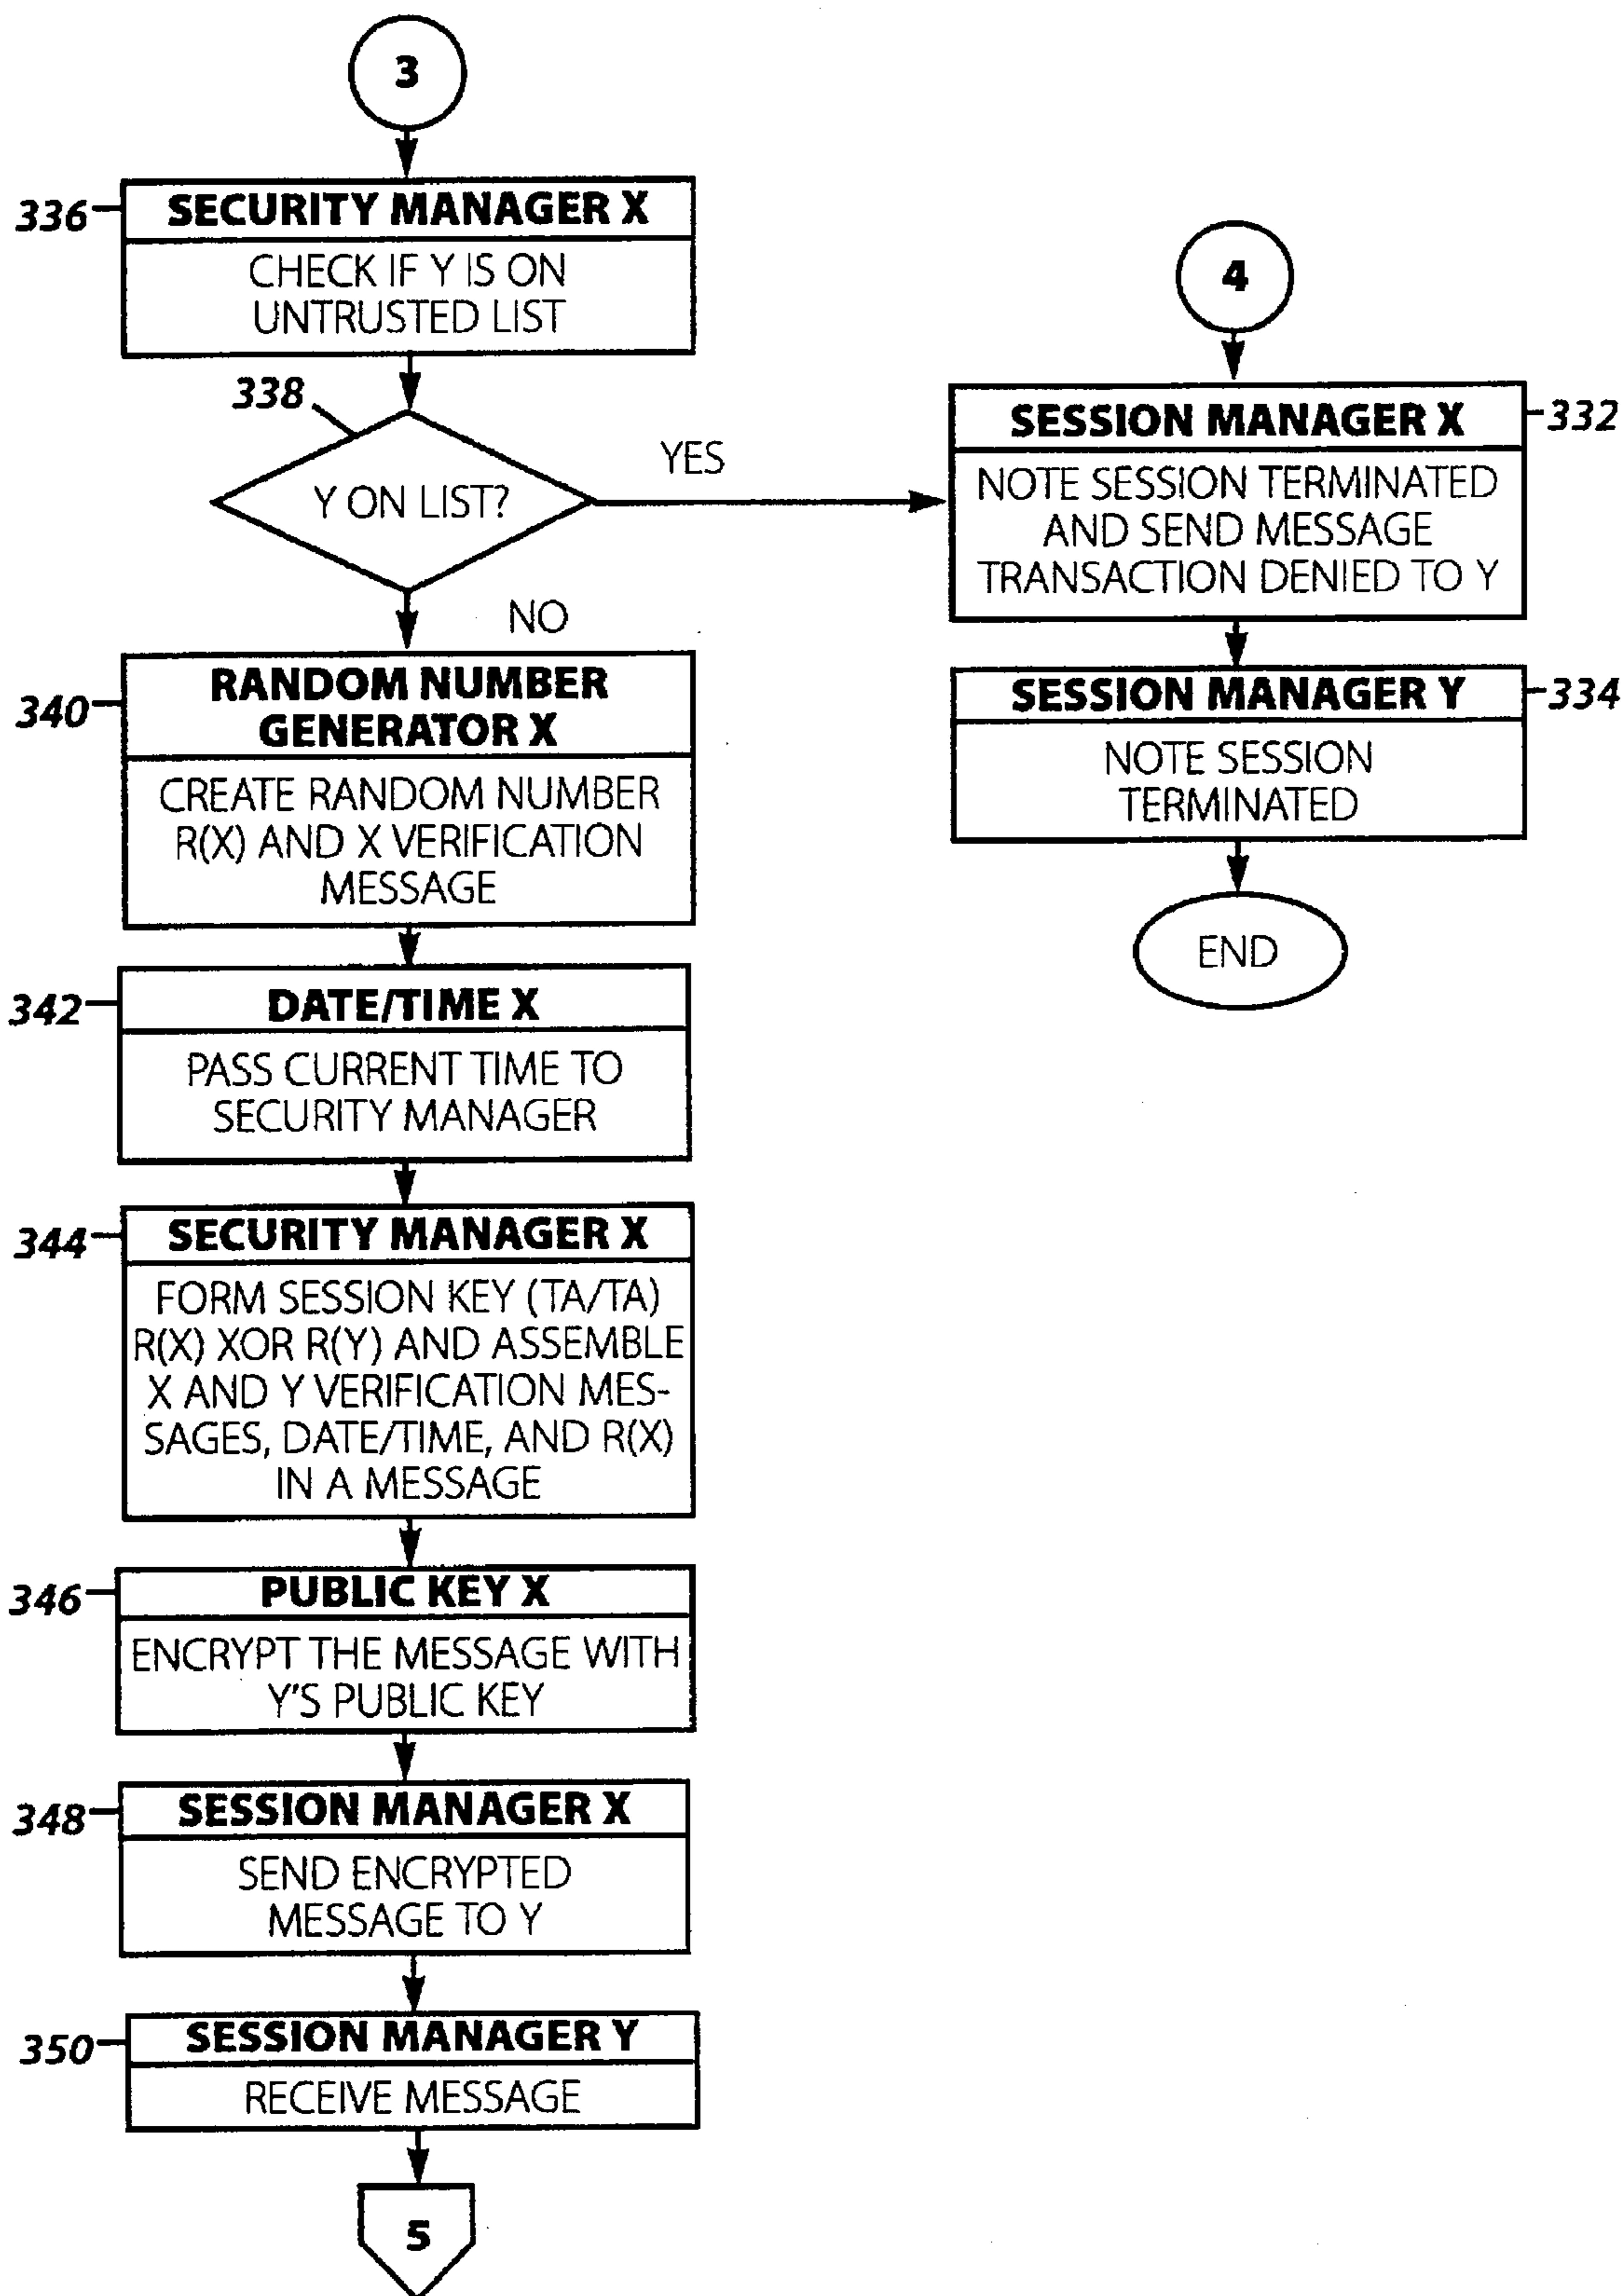 3
336
SECURITY MANAGER X
CHECK IF Y IS ON
UNTRUSTED LIST
338
Y ON LIST?
YES
NO
4
SESSION MANAGER X
332
NOTE SESSION TERMINATED
AND SEND MESSAGE
TRANSACTION DENIED TO Y
SESSION MANAGER Y
334
NOTE SESSION
TERMINATED
END
340
RANDOM NUMBER
GENERATOR X
CREATE RANDOM NUMBER
R(X) AND X VERIFICATION
MESSAGE
342
DATE/TIME X
PASS CURRENT TIME TO
SECURITY MANAGER
344
SECURITY MANAGER X
FORM SESSION KEY (TA/TA)
R(X) XOR R(Y) AND ASSEMBLE
X AND Y VERIFICATION MES-
SAGES, DATE/TIME, AND R(X)
IN A MESSAGE
346
PUBLIC KEY X
ENCRYPT THE MESSAGE WITH
Y'S PUBLIC KEY
348
SESSION MANAGER X
SEND ENCRYPTED
MESSAGE TO Y
350
SESSION MANAGER Y
RECEIVE MESSAGE
5